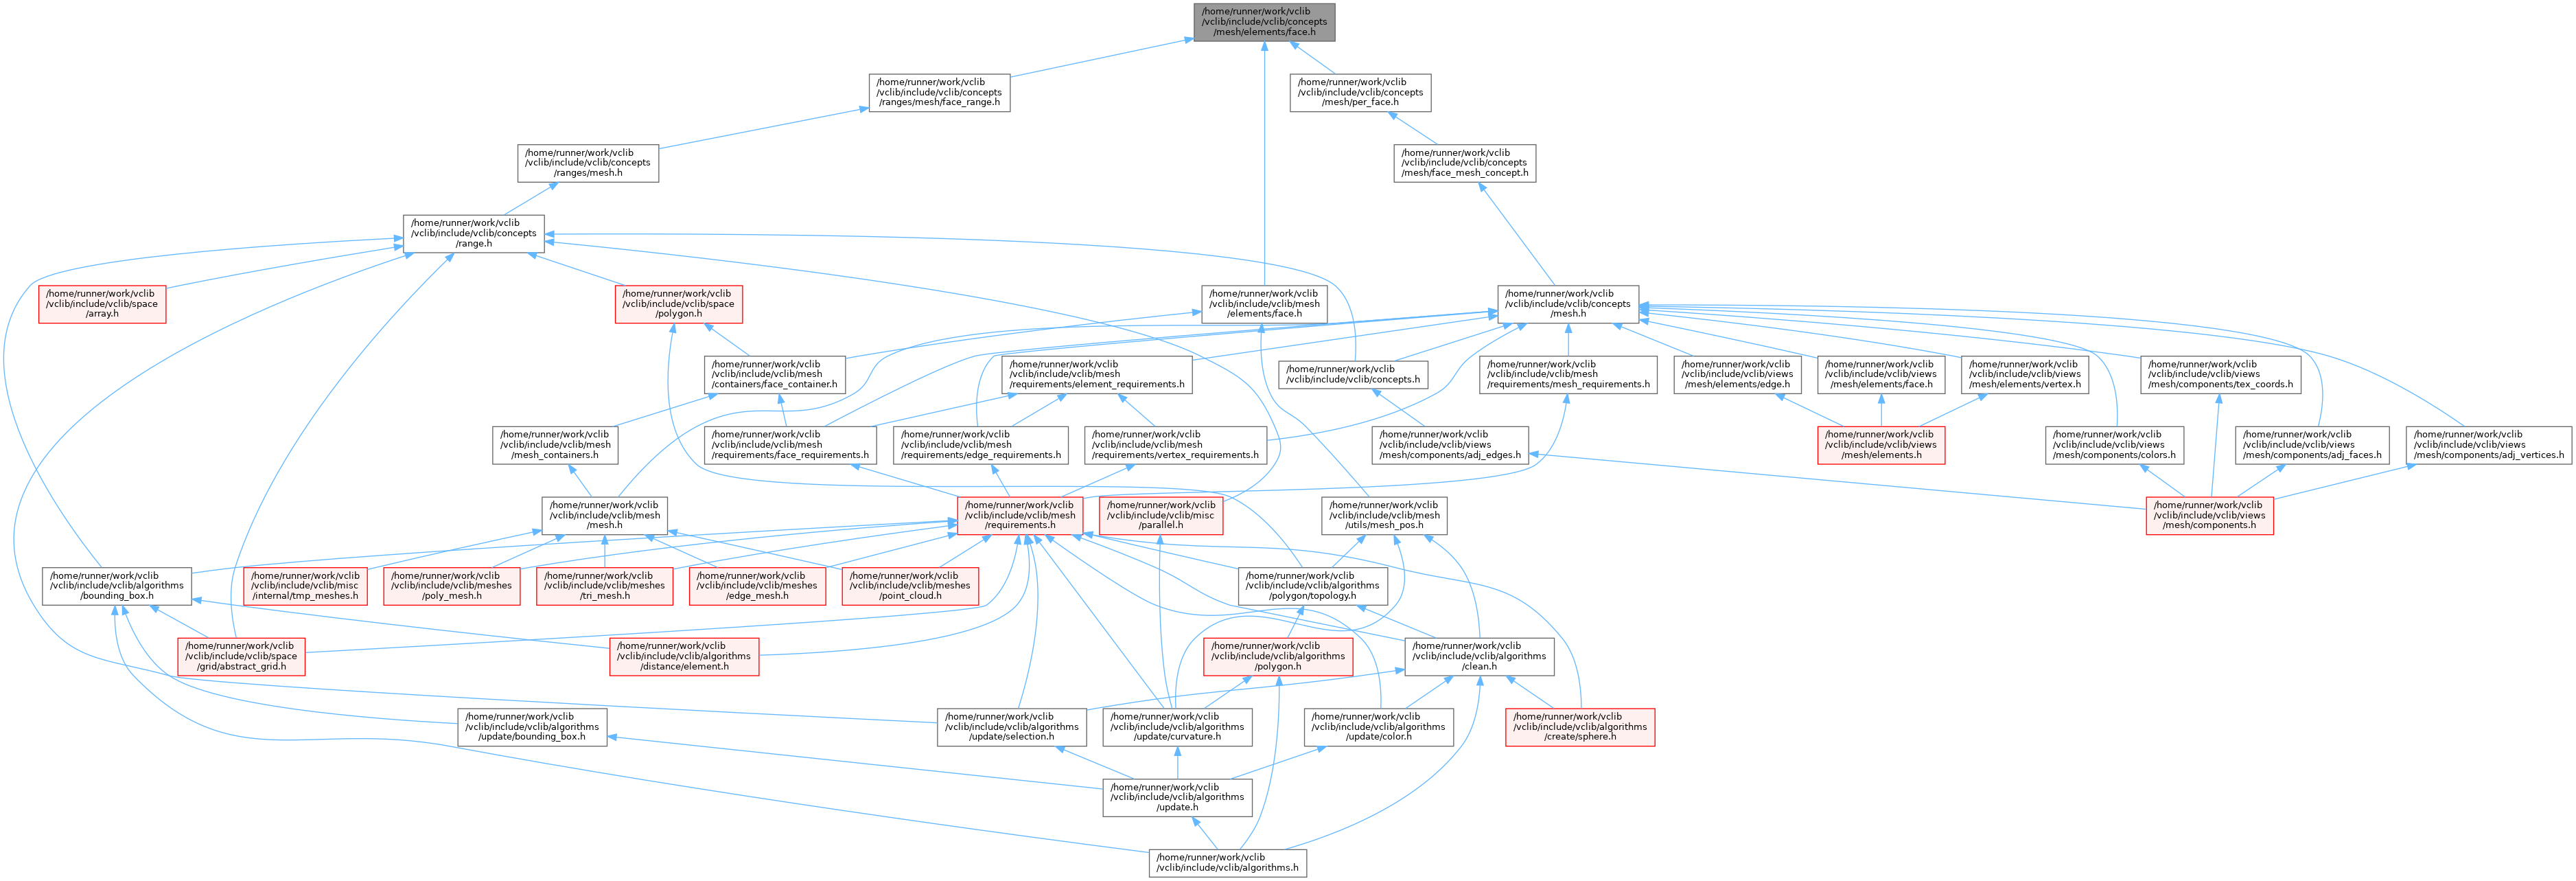 /home/runner/work/vclib
/vclib/include/vclib/concepts
/mesh/elements/face.h
/home/runner/work/vclib
/vclib/include/vclib/concepts
/ranges/mesh/face_range.h
/home/runner/work/vclib
/vclib/include/vclib/concepts
/mesh/per_face.h
/home/runner/work/vclib
/vclib/include/vclib/concepts
/ranges/mesh.h
/home/runner/work/vclib
/vclib/include/vclib/concepts
/mesh/face_mesh_concept.h
/home/runner/work/vclib
/vclib/include/vclib/concepts
/range.h
/home/runner/work/vclib
/vclib/include/vclib/space
/array.h
/home/runner/work/vclib
/vclib/include/vclib/space
/polygon.h
/home/runner/work/vclib
/vclib/include/vclib/mesh
/elements/face.h
/home/runner/work/vclib
/vclib/include/vclib/concepts
/mesh.h
/home/runner/work/vclib
/vclib/include/vclib/mesh
/containers/face_container.h
/home/runner/work/vclib
/vclib/include/vclib/mesh
/requirements/element_requirements.h
/home/runner/work/vclib
/vclib/include/vclib/concepts.h
/home/runner/work/vclib
/vclib/include/vclib/mesh
/requirements/mesh_requirements.h
/home/runner/work/vclib
/vclib/include/vclib/views
/mesh/elements/edge.h
/home/runner/work/vclib
/vclib/include/vclib/views
/mesh/elements/face.h
/home/runner/work/vclib
/vclib/include/vclib/views
/mesh/elements/vertex.h
/home/runner/work/vclib
/vclib/include/vclib/views
/mesh/components/tex_coords.h
/home/runner/work/vclib
/vclib/include/vclib/mesh
/mesh_containers.h
/home/runner/work/vclib
/vclib/include/vclib/mesh
/requirements/face_requirements.h
/home/runner/work/vclib
/vclib/include/vclib/mesh
/requirements/edge_requirements.h
/home/runner/work/vclib
/vclib/include/vclib/mesh
/requirements/vertex_requirements.h
/home/runner/work/vclib
/vclib/include/vclib/views
/mesh/components/adj_edges.h
/home/runner/work/vclib
/vclib/include/vclib/views
/mesh/elements.h
/home/runner/work/vclib
/vclib/include/vclib/views
/mesh/components/colors.h
/home/runner/work/vclib
/vclib/include/vclib/views
/mesh/components/adj_faces.h
/home/runner/work/vclib
/vclib/include/vclib/views
/mesh/components/adj_vertices.h
/home/runner/work/vclib
/vclib/include/vclib/mesh
/mesh.h
/home/runner/work/vclib
/vclib/include/vclib/mesh
/requirements.h
/home/runner/work/vclib
/vclib/include/vclib/misc
/parallel.h
/home/runner/work/vclib
/vclib/include/vclib/mesh
/utils/mesh_pos.h
/home/runner/work/vclib
/vclib/include/vclib/views
/mesh/components.h
/home/runner/work/vclib
/vclib/include/vclib/algorithms
/bounding_box.h
/home/runner/work/vclib
/vclib/include/vclib/misc
/internal/tmp_meshes.h
/home/runner/work/vclib
/vclib/include/vclib/meshes
/poly_mesh.h
/home/runner/work/vclib
/vclib/include/vclib/meshes
/tri_mesh.h
/home/runner/work/vclib
/vclib/include/vclib/meshes
/edge_mesh.h
/home/runner/work/vclib
/vclib/include/vclib/meshes
/point_cloud.h
/home/runner/work/vclib
/vclib/include/vclib/algorithms
/polygon/topology.h
/home/runner/work/vclib
/vclib/include/vclib/space
/grid/abstract_grid.h
/home/runner/work/vclib
/vclib/include/vclib/algorithms
/distance/element.h
/home/runner/work/vclib
/vclib/include/vclib/algorithms
/polygon.h
/home/runner/work/vclib
/vclib/include/vclib/algorithms
/clean.h
/home/runner/work/vclib
/vclib/include/vclib/algorithms
/update/bounding_box.h
/home/runner/work/vclib
/vclib/include/vclib/algorithms
/update/selection.h
/home/runner/work/vclib
/vclib/include/vclib/algorithms
/update/curvature.h
/home/runner/work/vclib
/vclib/include/vclib/algorithms
/update/color.h
/home/runner/work/vclib
/vclib/include/vclib/algorithms
/create/sphere.h
/home/runner/work/vclib
/vclib/include/vclib/algorithms
/update.h
/home/runner/work/vclib
/vclib/include/vclib/algorithms.h